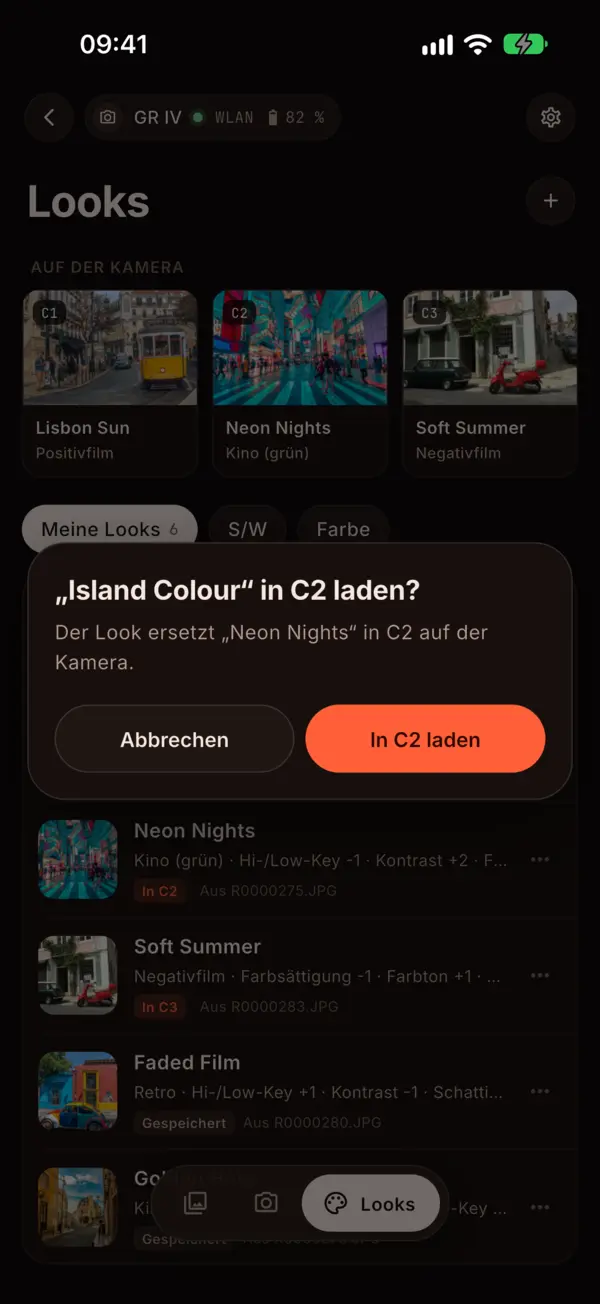 09:41
GR IV WLAN 82 %
Looks
AUF DER KAMERA
C1
C2
C3
Lisbon Sun
Positivfilm
Neon Nights
Kino (grün)
Soft Summer
Negativfilm
Meine Looks 6
S/W
Farbe
„Island Colour“ in C2 laden?
Der Look ersetzt „Neon Nights“ in C2 auf der
Kamera.
Abbrechen
In C2 laden
Neon Nights
Kino (grün) · Hi-/Low-Key -1 · Kontrast +2 · F...
In C2 Aus R0000275.JPG
Soft Summer
Negativfilm · Farbsättigung -1 · Farbton +1 · ...
In C3 Aus R0000283.JPG
Faded Film
Retro · Hi-/Low-Key +1 · Kontrast -1 · Schatti...
Gespeichert Aus R0000280.JPG
-Key ...
Looks
Gespeichert